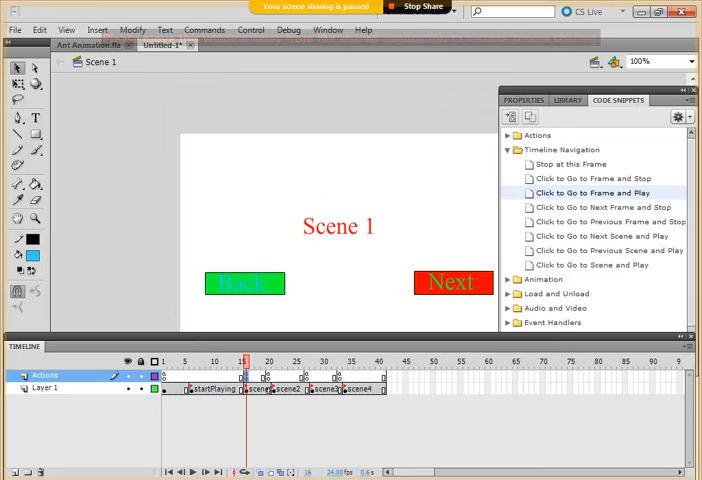 Your screen sharing is paused Stop Share
Fl CS Live
File Edit View Insert Modify Text Commands Control Debug Window Help
Ant Animation.fla Untitled-1*
Scene 1 100%
PROPERTIES LIBRARY CODE SNIPPETS
Actions
Timeline Navigation
Stop at this Frame
Click to Go to Frame and Stop
Click to Go to Frame and Play
Click to Go to Next Frame and Stop
Click to Go to Previous Frame and Stop
Click to Go to Next Scene and Play
Click to Go to Previous Scene and Play
Click to Go to Scene and Play
Animation
Load and Unload
Audio and Video
Event Handlers
Scene 1
Back Next
TIMELINE
1 5 10 15 20 25 30 35 40 45 50 55 60 65 70 75 80 85 90 9
Actions
Layer 1 startPlaying scene scene2 scene3 scene4
16 24.00 fps 0.6 s